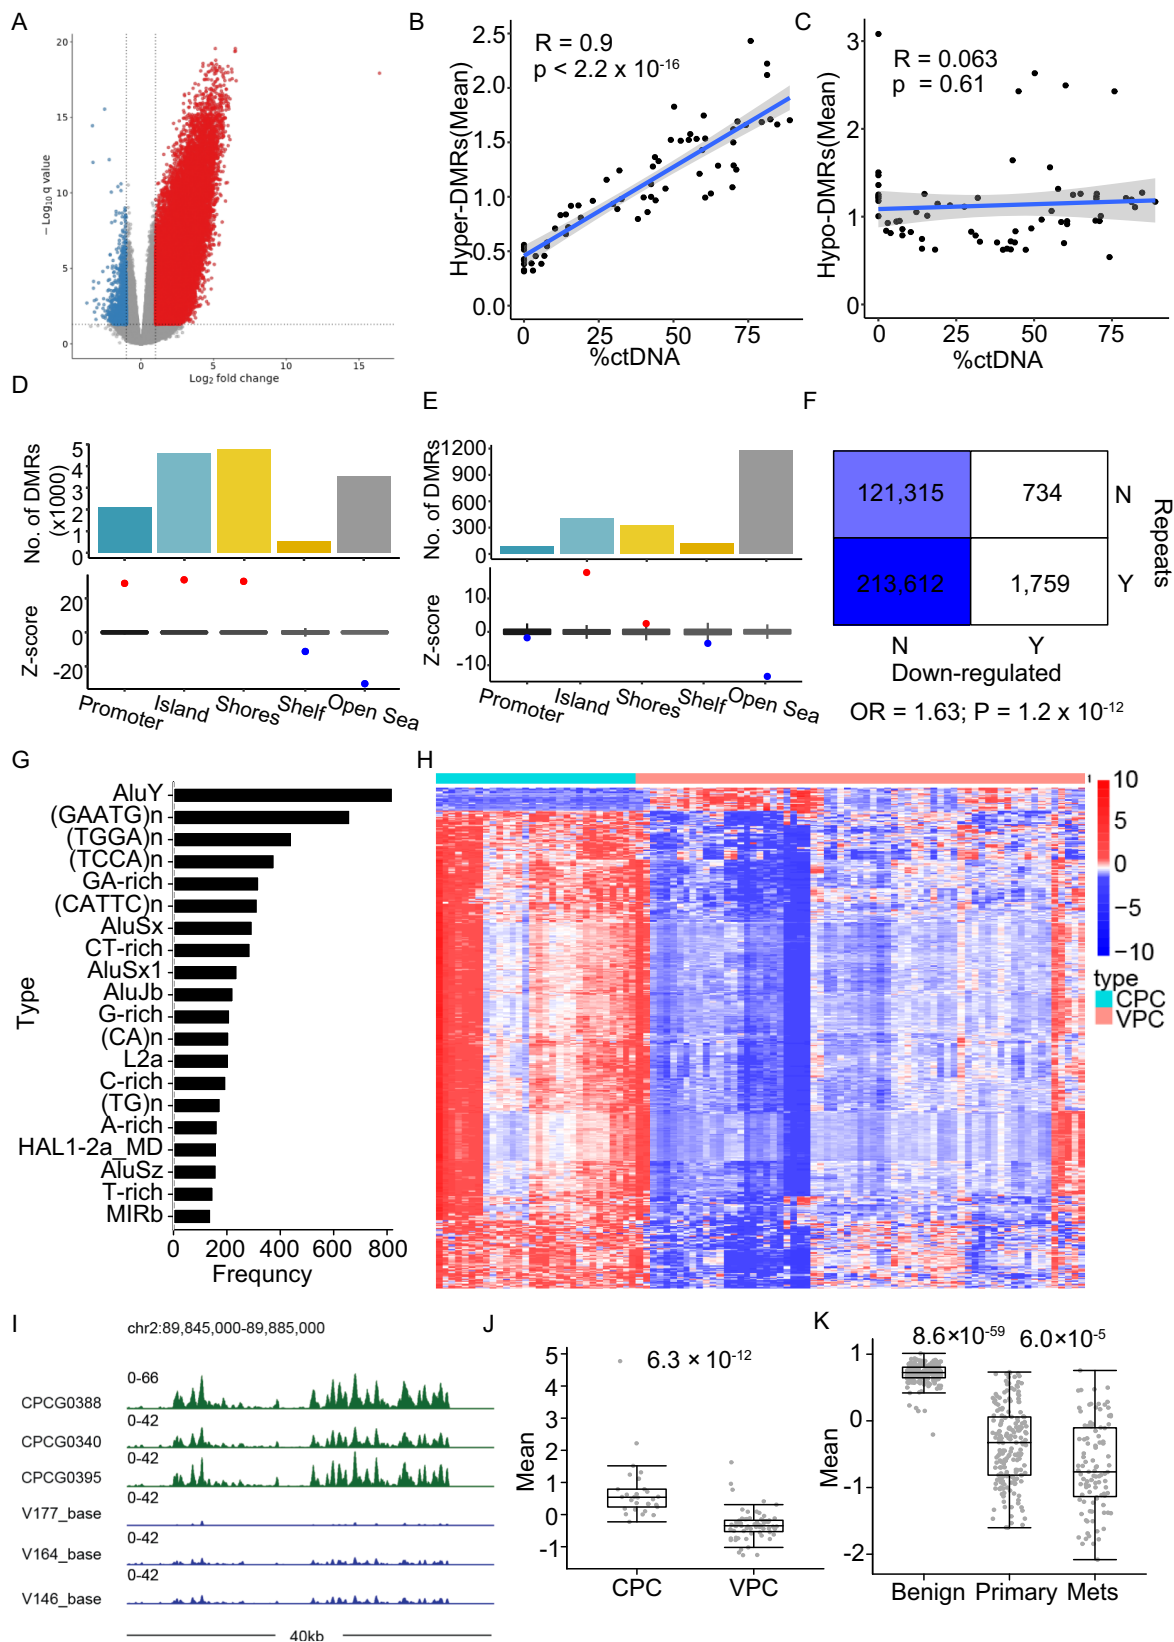 A
20
15
10
5
0
− Log10 q value
0
5
10
15
Log2 fold change
B
2.5
2.0
1.5
1.0
0.5
0.0
Hyper-DMRs(Mean)
R = 0.9
p < 2.2 x 10-16
0
25
50
75
%ctDNA
C
3
2
1
0
Hypo-DMRs(Mean)
R = 0.063
p = 0.61
0
25
50
75
%ctDNA
D
No. of DMRs
(x1000)
5
4
3
2
1
0
Z-score
20
0
-20
Promoter
Island
Shores
Shelf
Open Sea
E
No. of DMRs
1200
900
600
300
0
Z-score
10
0
-10
Promoter
Island
Shores
Shelf
Open Sea
F
121,315
734
N
213,612
1,759
Y
Repeats
N
Y
Down-regulated
OR = 1.63; P = 1.2 x 10-12
G
Type
AluY
(GAATG)n
(TGGA)n
(TCCA)n
GA-rich
(CATTC)n
AluSx
CT-rich
AluSx1
AluJb
G-rich
(CA)n
L2a
C-rich
(TG)n
A-rich
HAL1-2a_MD
AluSz
T-rich
MIRb
0
200
400
600
800
Frequncy
H
10
5
0
−5
−10
type
CPC
VPC
I
chr2:89,845,000-89,885,000
0-66
CPCG0388
0-42
CPCG0340
0-42
CPCG0395
0-42
V177_base
0-42
V164_base
0-42
V146_base
40kb
J
6.3 × 10-12
Mean
5
4
3
2
1
0
-1
CPC
VPC
K
8.6×10-59
6.0×10-5
Mean
1
0
-1
-2
Benign
Primary
Mets